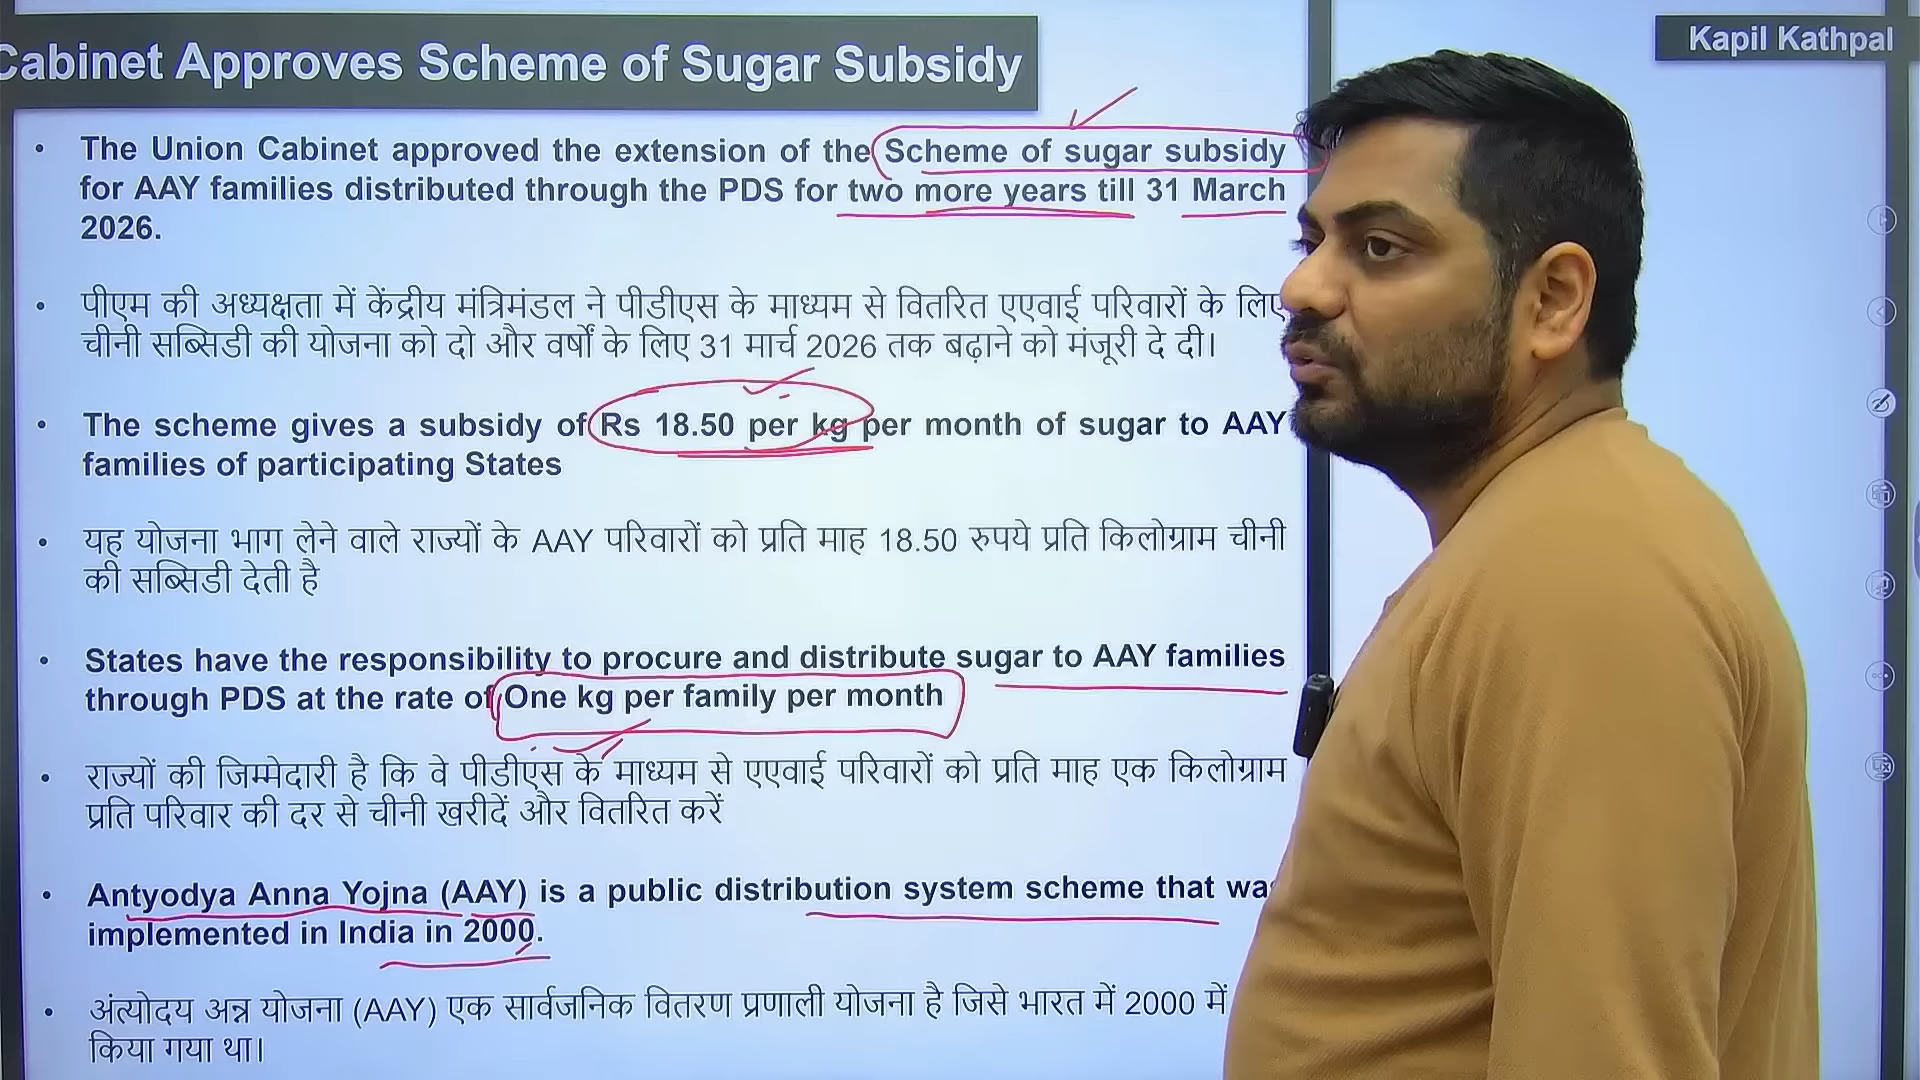 Cabinet Approves Scheme of Sugar Subsidy
Kapil Kathpal
• The Union Cabinet approved the extension of the Scheme of sugar subsidy
for AAY families distributed through the PDS for two more years till 31 March
2026.
• पीएम की अध्यक्षता में केंद्रीय मंत्रिमंडल ने पीडीएस के माध्यम से वितरित एएवाई परिवारों के लिए
चीनी सब्सिडी की योजना को दो और वर्षों के लिए 31 मार्च 2026 तक बढ़ाने को मंजूरी दे दी।
• The scheme gives a subsidy of Rs 18.50 per kg per month of sugar to AAY
families of participating States
• यह योजना भाग लेने वाले राज्यों के AAY परिवारों को प्रति माह 18.50 रुपये प्रति किलोग्राम चीनी
की सब्सिडी देती है
• States have the responsibility to procure and distribute sugar to AAY families
through PDS at the rate of One kg per family per month
• राज्यों की जिम्मेदारी है कि वे पीडीएस के माध्यम से एएवाई परिवारों को प्रति माह एक किलोग्राम
प्रति परिवार की दर से चीनी खरीदें और वितरित करें
• Antyodya Anna Yojna (AAY) is a public distribution system scheme that was
implemented in India in 2000.
• अंत्योदय अन्न योजना (AAY) एक सार्वजनिक वितरण प्रणाली योजना है जिसे भारत में 2000 में
किया गया था।